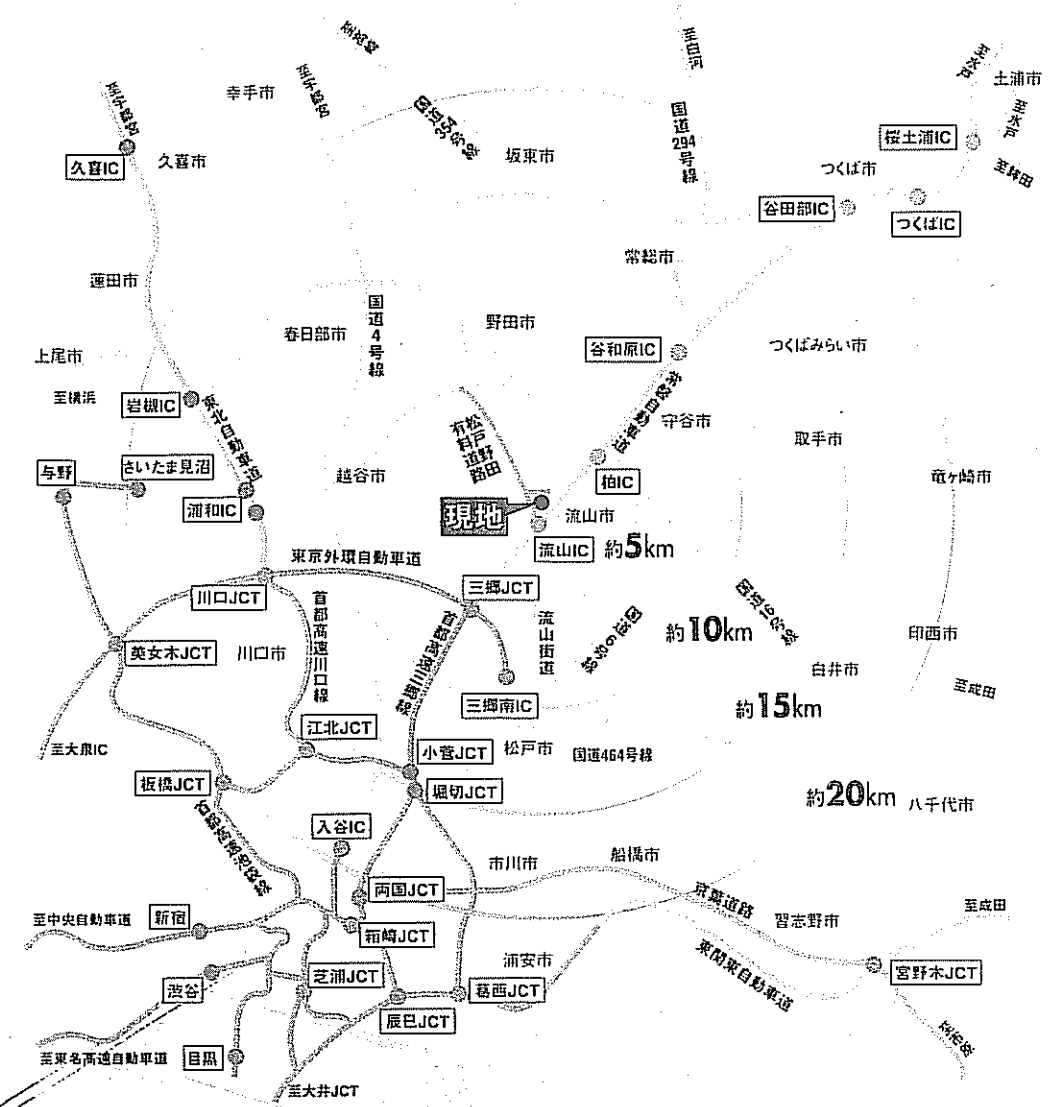 至宇都宮
幸手市
至宇都宮
国道354号線
至白河
国道294号線
至水戸
土浦市
至水戸
桜土浦IC
至鉾田
久喜IC
久喜市
坂東市
つくば市
谷田部IC
つくばIC
常総市
蓮田市
国道4号線
春日部市
野田市
上尾市
谷和原IC
つくばみらい市
至横浜
岩槻IC
東北自動車道
常磐自動車道
守谷市
松戸野田
有料道路
取手市
与野
さいたま見沼
越谷市
柏IC
竜ヶ崎市
浦和IC
現地
流山市
流山IC
約5km
東京外環自動車道
三郷JCT
川口JCT
首都高速川口線
首都高速三郷線
流山街道
国道6号線
約10km
国道16号線
印西市
美女木JCT
川口市
白井市
三郷南IC
至成田
約15km
江北JCT
至大泉IC
小菅JCT
松戸市
国道464号線
板橋JCT
堀切JCT
約20km
八千代市
首都高速池袋線
入谷IC
市川市
船橋市
両国JCT
京葉道路
至中央自動車道
新宿
箱崎JCT
習志野市
至成田
東関東自動車道
浦安市
渋谷
芝浦JCT
葛西JCT
宮野木JCT
辰巳JCT
至東名高速自動車道
目黒
至大井JCT